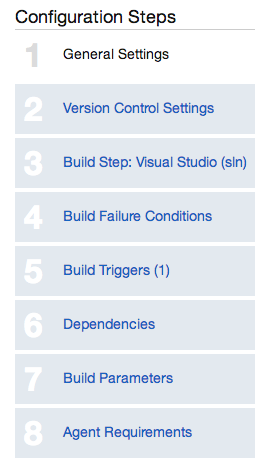 Configuration Steps
1 General Settings
2 Version Control Settings
3 Build Step: Visual Studio (sln)
4 Build Failure Conditions
5 Build Triggers (1)
6 Dependencies
7 Build Parameters
8 Agent Requirements